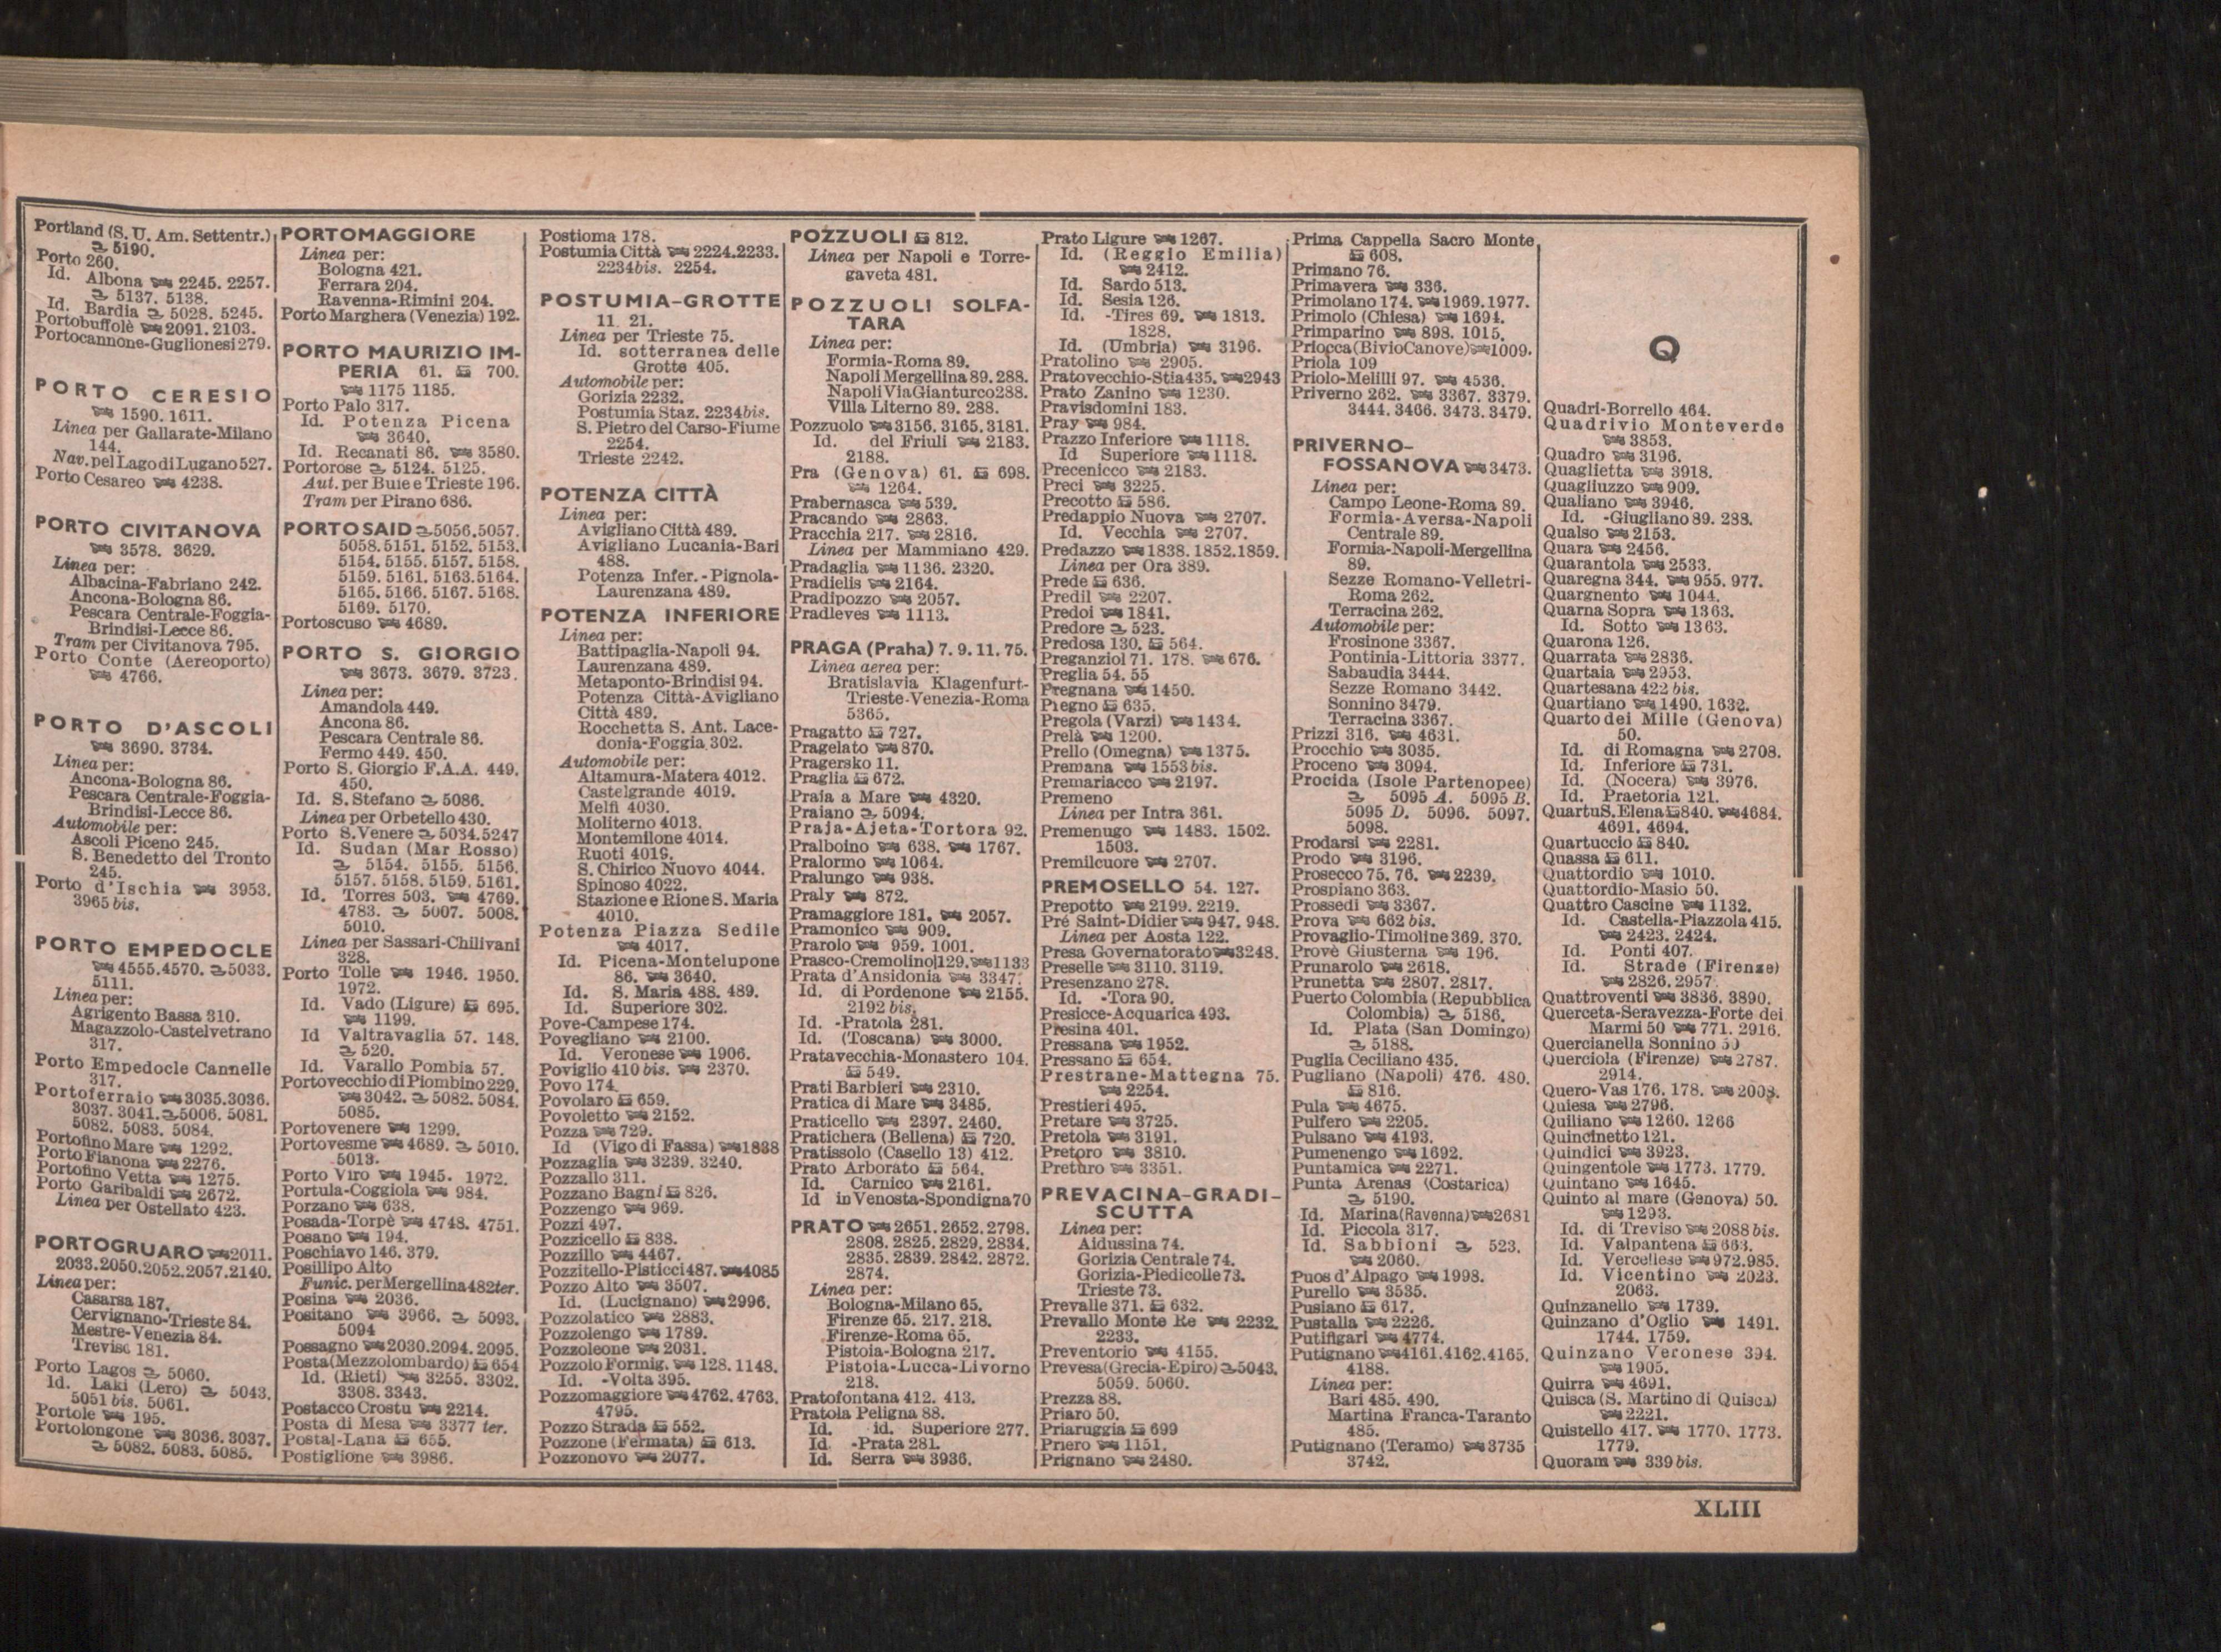 Portland (S. U. Am. Settentr.)
5190.
Porto 260.
Id. Albona 2245. 2257.
5137. 5138.
Id. Bardia 5028. 5245.
Portobuffolè 2091. 2103.
Portocannone-Guglionesi 279.
PORTO CERESIO
1590. 1611.
Linea per Gallarate-Milano
144.
Nav. pel Lago di Lugano 527.
Porto Cesareo 4238.
PORTO CIVITANOVA
3578. 3629.
Linea per:
Albacina-Fabriano 242.
Ancona-Bologna 86.
Pescara Centrale-Foggia-
Brindisi-Lecce 86.
Tram per Civitanova 795.
Porto Conte (Aereoporto)
4766.
PORTO D'ASCOLI
3690. 3734.
Linea per:
Ancona-Bologna 86.
Pescara Centrale-Foggia-
Brindisi-Lecce 86.
Automobile per:
Ascoli Piceno 245.
S. Benedetto del Tronto
245.
Porto d'Ischia 3953.
3965 bis.
PORTO EMPEDOCLE
4555. 4570. 5033.
5111.
Linea per:
Agrigento Bassa 310.
Magazzolo-Castelvetrano
317.
Porto Empedocle Cannelle
317.
Portoferraio 3035. 3036.
3037. 3041. 5006. 5081.
5082. 5083. 5084.
Portofino Mare 1292.
Porto Fianona 2276.
Portofino Vetta 1275.
Porto Garibaldi 2672.
Linea per Ostellato 423.
PORTOGRUARO 2011.
2033. 2050. 2052. 2057. 2140.
Linea per:
Casarsa 187.
Cervignano-Trieste 84.
Mestre-Venezia 84.
Treviso 181.
Porto Lagos 5060.
Id. Laki (Lero) 5043.
5051 bis. 5061.
Portole 195.
Portolongone 3036. 3037.
5082. 5083. 5085.
PORTOMAGGIORE
Linea per:
Bologna 421.
Ferrara 204.
Ravenna-Rimini 204.
Porto Marghera (Venezia) 192.
PORTO MAURIZIO IM-
PERIA 61. 700.
1175 1185.
Porto Palo 317.
Id. Potenza Picena
3640.
Id. Recanati 86. 3580.
Portorose 5124. 5125.
Aut. per Buie e Trieste 196.
Tram per Pirano 686.
PORTO SAID 5056. 5057.
5058. 5151. 5152. 5153.
5154. 5155. 5157. 5158.
5159. 5161. 5163. 5164.
5165. 5166. 5167. 5168.
5169. 5170.
Portoscuso 4689.
PORTO S. GIORGIO
3673. 3679. 3723.
Linea per:
Amandola 449.
Ancona 86.
Pescara Centrale 86.
Fermo 449. 450.
Porto S. Giorgio F.A.A. 449.
450.
Id. S. Stefano 5086.
Linea per Orbetello 430.
Porto S. Venere 5034. 5247
Id. Sudan (Mar Rosso)
5154. 5155. 5156.
5157. 5158. 5159. 5161.
Id. Torres 503. 4769.
4783. 5007. 5008.
5010.
Linea per Sassari-Chilivani
328.
Porto Tolle 1946. 1950.
1972.
Id. Vado (Ligure) 695.
1199.
Id Valtravaglia 57. 148.
520.
Id. Varallo Pombia 57.
Portovecchio di Piombino 229.
3042. 5082. 5084.
5085.
Portovenere 1299.
Portovesme 4689. 5010.
5013.
Porto Viro 1945. 1972.
Portula-Coggiola 984.
Porzano 638.
Posada-Torpè 4748. 4751.
Posano 194.
Poschiavo 146. 379.
Posillipo Alto
Funic. per Mergellina 482ter.
Posina 2036.
Positano 3966. 5093.
5094
Possagno 2030. 2094. 2095.
Posta (Mezzolombardo) 654
Id. (Rieti) 3255. 3302.
3308. 3343.
Postacco Crostu 2214.
Posta di Mesa 3377 ter.
Postal-Lana 655.
Postiglione 3986.
Postioma 178.
Postumia Città 2224. 2233.
2234bis. 2254.
POSTUMIA-GROTTE
11. 21.
Linea per Trieste 75.
Id. sotterranea delle
Grotte 405.
Automobile per:
Gorizia 2232.
Postumia Staz. 2234bis.
S. Pietro del Carso-Fiume
2254.
Trieste 2242.
POTENZA CITTÀ
Linea per:
Avigliano Città 489.
Avigliano Lucania-Bari
488.
Potenza Infer.-Pignola-
Laurenzana 489.
POTENZA INFERIORE
Linea per:
Battipaglia-Napoli 94.
Laurenzana 489.
Metaponto-Brindisi 94.
Potenza Città-Avigliano
Città 489.
Rocchetta S. Ant. Lace-
donia-Foggia 302.
Automobile per:
Altamura-Matera 4012.
Castelgrande 4019.
Melfi 4030.
Moliterno 4013.
Montemilone 4014.
Ruoti 4019.
S. Chirico Nuovo 4044.
Spinoso 4022.
Stazione e Rione S. Maria
4010.
Potenza Piazza Sedile
4017.
Id. Picena-Montelupone
86. 3640.
Id. S. Maria 488. 489.
Id. Superiore 302.
Pove-Campese 174.
Povegliano 2100.
Id. Veronese 1906.
Poviglio 410 bis. 2370.
Povo 174.
Povolaro 659.
Povoletto 2152.
Pozza 729.
Id (Vigo di Fassa) 1838
Pozzaglia 3239. 3240.
Pozzallo 311.
Pozzano Bagni 826.
Pozzengo 969.
Pozzi 497.
Pozzicello 838.
Pozzillo 4467.
Pozzitello-Pisticci 487. 4085
Pozzo Alto 3507.
Id. (Lucignano) 2996.
Pozzolatico 2883.
Pozzolengo 1789.
Pozzoleone 2031.
Pozzolo Formig. 128. 1148.
Id. -Volta 395.
Pozzomaggiore 4762. 4763.
4795.
Pozzo Strada 552.
Pozzone (Fermata) 613.
Pozzonovo 2077.
POZZUOLI 812.
Linea per Napoli e Torre-
gaveta 481.
POZZUOLI SOLFA-
TARA
Linea per:
Formia-Roma 89.
Napoli Mergellina 89. 288.
Napoli Via Gianturco 288.
Villa Literno 89. 288.
Pozzuolo 3156. 3165. 3181.
Id. del Friuli 2183.
2188.
Pra (Genova) 61. 698.
1264.
Prabernasca 539.
Pracando 2863.
Pracchia 217. 2816.
Linea per Mammiano 429.
Pradaglia 1136. 2320.
Pradielis 2164.
Pradipozzo 2057.
Pradleves 1113.
PRAGA (Praha) 7. 9. 11. 75.
Linea aerea per:
Bratislavia Klagenfurt-
Trieste-Venezia-Roma
5365.
Pragatto 727.
Pragelato 870.
Pragersko 11.
Praglia 672.
Praia a Mare 4320.
Praiano 5094.
Praja-Ajeta-Tortora 92.
Pralboino 638. 1767.
Pralormo 1064.
Pralungo 938.
Praly 872.
Pramaggiore 181. 2057.
Pramonico 909.
Prarolo 959. 1001.
Prasco-Cremolino 129. 1133
Prata d'Ansidonia 3347.
Id. di Pordenone 2155.
2192 bis.
Id. -Pratola 281.
Id. (Toscana) 3000.
Pratavecchia-Monastero 104.
549.
Prati Barbieri 2310.
Pratica di Mare 3485.
Praticello 2397. 2460.
Pratichera (Bellena) 720.
Pratissolo (Casello 13) 412.
Prato Arborato 564.
Id. Carnico 2161.
Id in Venosta-Spondigna 70
PRATO 2651. 2652. 2798.
2808. 2825. 2829. 2834.
2835. 2839. 2842. 2872.
2874.
Linea per:
Bologna-Milano 65.
Firenze 65. 217. 218.
Firenze-Roma 65.
Pistoia-Bologna 217.
Pistoia-Lucca-Livorno
218.
Pratofontana 412. 413.
Pratola Peligna 88.
Id. id. Superiore 277.
Id. -Prata 281.
Id. Serra 3936.
Prato Ligure 1267.
Id. (Reggio Emilia)
2412.
Id. Sardo 513.
Id. Sesia 126.
Id. -Tires 69. 1813.
1828.
Id. (Umbria) 3196.
Pratolino 2905.
Pratovecchio-Stia 435. 2943
Prato Zanino 1230.
Pravisdomini 183.
Pray 984.
Prazzo Inferiore 1118.
Id Superiore 1118.
Precenicco 2183.
Preci 3225.
Precotto 586.
Predappio Nuova 2707.
Id. Vecchia 2707.
Predazzo 1838. 1852. 1859.
Linea per Ora 389.
Prede 636.
Predil 2207.
Predoi 1841.
Predore 523.
Predosa 130. 564.
Preganziol 71. 178. 676.
Preglia 54. 55
Pregnana 1450.
Pregno 635.
Pregola (Varzi) 1434.
Prelà 1200.
Prello (Omegna) 1375.
Premana 1553 bis.
Premariacco 2197.
Premeno
Linea per Intra 361.
Premenugo 1483. 1502.
1503.
Premilcuore 2707.
PREMOSELLO 54. 127.
Prepotto 2199. 2219.
Pré Saint-Didier 947. 948.
Linea per Aosta 122.
Presa Governatorato 3248.
Preselle 3110. 3119.
Presenzano 278.
Id. -Tora 90.
Presicce-Acquarica 493.
Presina 401.
Pressana 1952.
Pressano 654.
Prestrane-Mattegna 75.
2254.
Prestieri 495.
Pretare 3725.
Pretola 3191.
Pretoro 3810.
Preturo 3351.
PREVACINA-GRADI-
SCUTTA
Linea per:
Aidussina 74.
Gorizia Centrale 74.
Gorizia-Piedicolle 73.
Trieste 73.
Prevalle 371. 632.
Prevallo Monte Re 2232.
2233.
Preventorio 4155.
Prevesa (Grecia-Epiro) 5043.
5059. 5060.
Prezza 88.
Priaro 50.
Priaruggia 699
Priero 1151.
Prignano 2480.
Prima Cappella Sacro Monte
608.
Primano 76.
Primavera 336.
Primolano 174. 1969. 1977.
Primolo (Chiesa) 1694.
Primparino 898. 1015.
Priocca (Bivio Canove) 1009.
Priola 109
Priolo-Melilli 97. 4536.
Priverno 262. 3367. 3379.
3444. 3466. 3473. 3479.
PRIVERNO-
FOSSANOVA 3473.
Linea per:
Campo Leone-Roma 89.
Formia-Aversa-Napoli
Centrale 89.
Formia-Napoli-Mergellina
89.
Sezze Romano-Velletri-
Roma 262.
Terracina 262.
Automobile per:
Frosinone 3367.
Pontinia-Littoria 3377.
Sabaudia 3444.
Sezze Romano 3442.
Sonnino 3479.
Terracina 3367.
Prizzi 316. 4631.
Procchio 3035.
Proceno 3094.
Procida (Isole Partenopee)
5095 A. 5095 B.
5095 D. 5096. 5097.
5098.
Prodarsi 2281.
Prodo 3196.
Prosecco 75. 76. 2239.
Prospiano 363.
Prossedi 3367.
Prova 662 bis.
Provaglio-Timoline 369. 370.
Provè Giusterna 196.
Prunarolo 2618.
Prunetta 2807. 2817.
Puerto Colombia (Repubblica
Colombia) 5186.
Id. Plata (San Domingo)
5188.
Puglia Ceciliano 435.
Pugliano (Napoli) 476. 480.
816.
Pula 4675.
Pulfero 2205.
Pulsano 4193.
Pumenengo 1692.
Puntamica 2271.
Punta Arenas (Costarica)
5190.
Id. Marina (Ravenna) 2681
Id. Piccola 317.
Id. Sabbioni 523.
2060.
Puos d'Alpago 1998.
Purello 3535.
Pusiano 617.
Pustalla 2226.
Putifigari 4774.
Putignano 4161. 4162. 4165.
4188.
Linea per:
Bari 485. 490.
Martina Franca-Taranto
485.
Putignano (Teramo) 3735
3742.
Q
Quadri-Borrello 464.
Quadrivio Monteverde
3853.
Quadro 3196.
Quaglietta 3918.
Quagliuzzo 909.
Qualiano 3946.
Id. -Giugliano 89. 288.
Qualso 2153.
Quara 2456.
Quarantola 2533.
Quaregna 344. 955. 977.
Quargnento 1044.
Quarna Sopra 1363.
Id. Sotto 1363.
Quarona 126.
Quarrata 2836.
Quartaia 2953.
Quartesana 422 bis.
Quartiano 1490. 1632.
Quarto dei Mille (Genova)
50.
Id. di Romagna 2708.
Id. Inferiore 731.
Id. (Nocera) 3976.
Id. Praetoria 121.
Quartu S. Elena 840. 4684.
4691. 4694.
Quartuccio 840.
Quassa 611.
Quattordio 1010.
Quattordio-Masio 50.
Quattro Cascine 1132.
Id. Castella-Piazzola 415.
2423. 2424.
Id. Ponti 407.
Id. Strade (Firenze)
2826. 2957.
Quattroventi 3836. 3890.
Querceta-Seravezza-Forte dei
Marmi 50 771. 2916.
Quercianella Sonnino 50
Querciola (Firenze) 2787.
2914.
Quero-Vas 176. 178. 2003.
Quiesa 2796.
Quiliano 1260. 1266
Quincinetto 121.
Quindici 3923.
Quingentole 1773. 1779.
Quintano 1645.
Quinto al mare (Genova) 50.
1293.
Id. di Treviso 2088 bis.
Id. Valpantena 663.
Id. Vercellese 972. 985.
Id. Vicentino 2023.
2063.
Quinzanello 1739.
Quinzano d'Oglio 1491.
1744. 1759.
Quinzano Veronese 394.
1905.
Quirra 4691.
Quisca (S. Martino di Quisca)
2221.
Quistello 417. 1770. 1773.
1779.
Quoram 339 bis.
XLIII